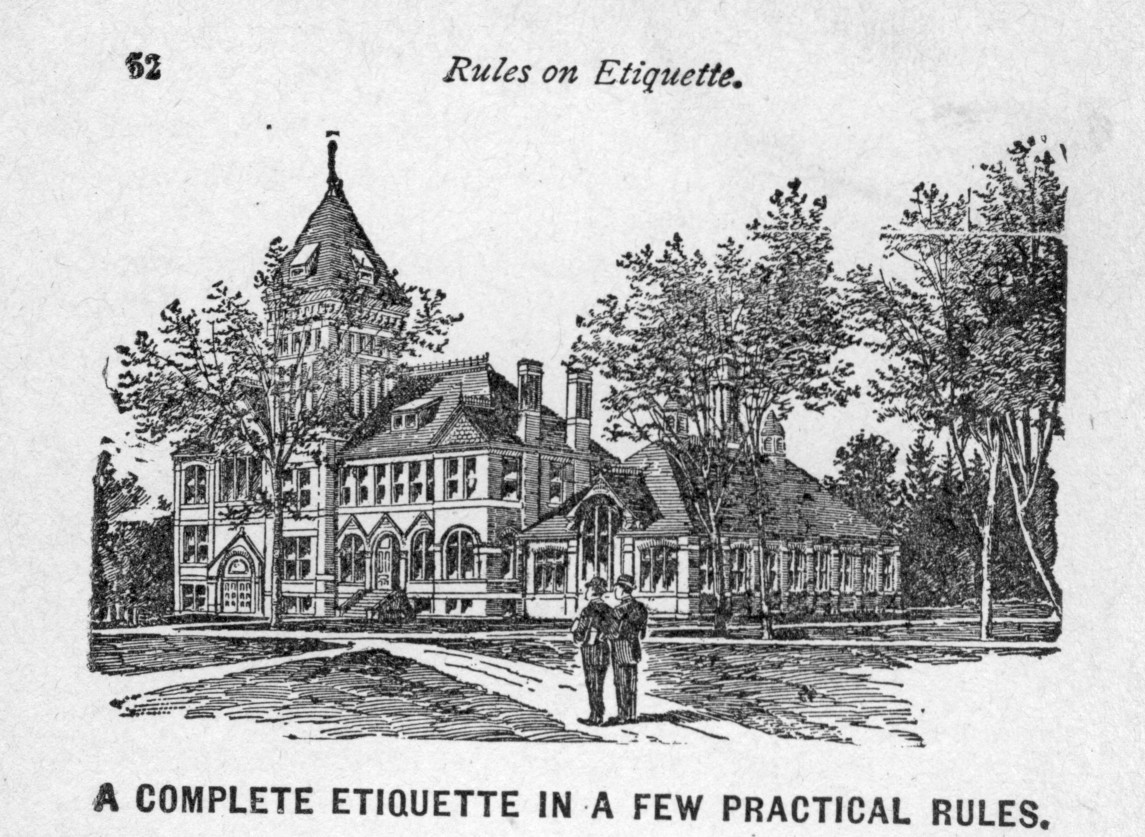 52
Rules on Etiquette.
A COMPLETE ETIQUETTE IN A FEW PRACTICAL RULES.